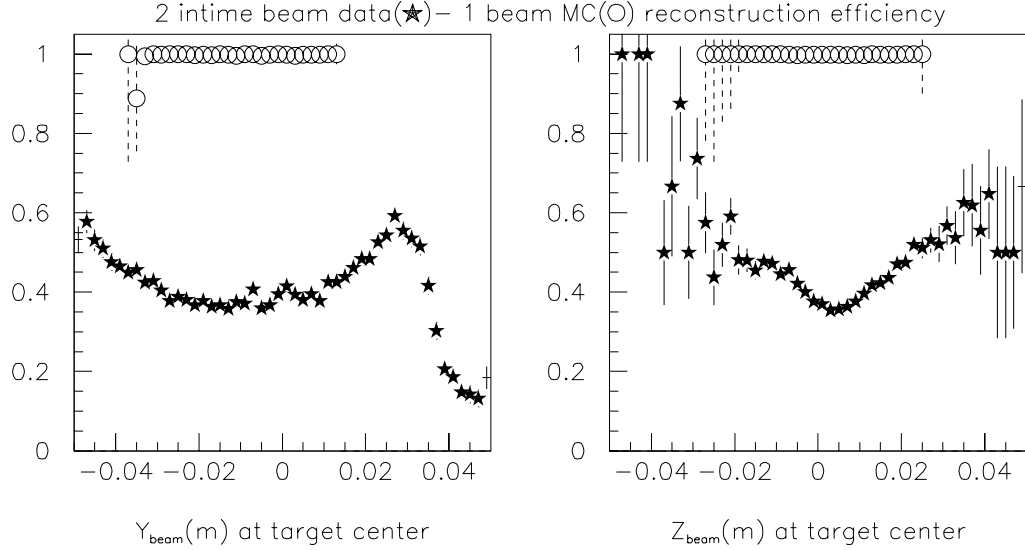 2 intime beam data(★)− 1 beam MC(○) reconstruction efficiency
1
0.8
0.6
0.4
0.2
0
−0.04 −0.02 0 0.02 0.04
Y_beam(m) at target center
1
0.8
0.6
0.4
0.2
0
−0.04 −0.02 0 0.02 0.04
Z_beam(m) at target center